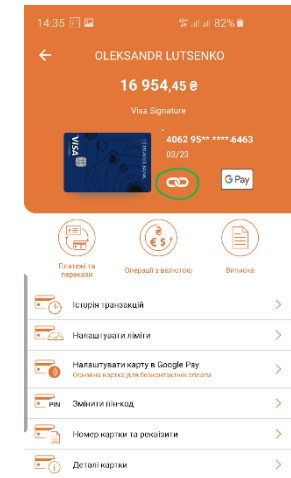 14:35 82%
OLEKSANDR LUTSENKO
16 954,45 ₴
Visa Signature
VISA
4062 95** ****-6463
03/23
G Pay
Платежі та
перекази
Операції з валютою
Виписка
Історія транзакцій
Налаштувати ліміти
Налаштувати карту в Google Pay
Основна картка для безконтактної оплати
PIN Змінити пін-код
Номер картки та реквізити
Деталі картки